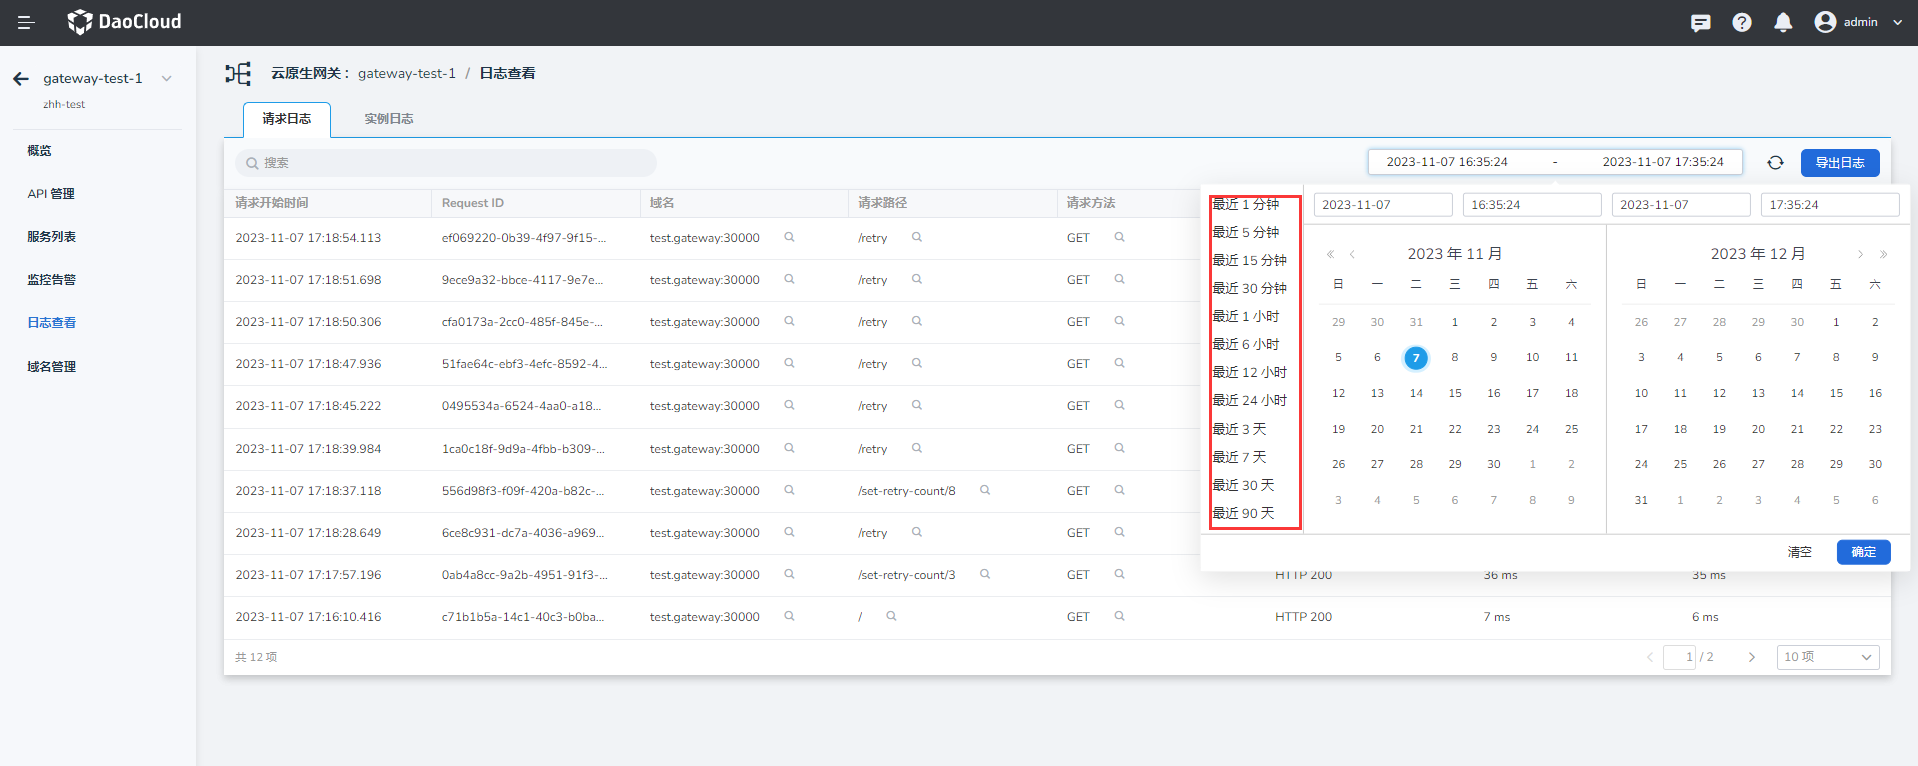 DaoCloud
admin
gateway-test-1
zhh-test
概览
API 管理
服务列表
监控告警
日志查看
域名管理
云原生网关： gateway-test-1 / 日志查看
请求日志 实例日志
搜索
2023-11-07 16:35:24 - 2023-11-07 17:35:24
导出日志
请求开始时间 Request ID 域名 请求路径 请求方法
2023-11-07 17:18:54.113 ef069220-0b39-4f97-9f15-... test.gateway:30000 /retry GET
2023-11-07 17:18:51.698 9ece9a32-bbce-4117-9e7e... test.gateway:30000 /retry GET
2023-11-07 17:18:50.306 cfa0173a-2cc0-485f-845e-... test.gateway:30000 /retry GET
2023-11-07 17:18:47.936 51fae64c-ebf3-4efc-8592-4... test.gateway:30000 /retry GET
2023-11-07 17:18:45.222 0495534a-6524-4aa0-a18... test.gateway:30000 /retry GET
2023-11-07 17:18:39.984 1ca0c18f-9d9a-4fbb-b309-... test.gateway:30000 /retry GET
2023-11-07 17:18:37.118 556d98f3-f09f-420a-b82c-... test.gateway:30000 /set-retry-count/8 GET
2023-11-07 17:18:28.649 6ce8c931-dc7a-4036-a969... test.gateway:30000 /retry GET
2023-11-07 17:17:57.196 0ab4a8cc-9a2b-4951-91f3-... test.gateway:30000 /set-retry-count/3 GET HTTP 200 36 ms 35 ms
2023-11-07 17:16:10.416 c71b1b5a-14c1-40c3-b0ba... test.gateway:30000 / GET HTTP 200 7 ms 6 ms
共 12 项
1 / 2
10 项
最近 1 分钟
最近 5 分钟
最近 15 分钟
最近 30 分钟
最近 1 小时
最近 6 小时
最近 12 小时
最近 24 小时
最近 3 天
最近 7 天
最近 30 天
最近 90 天
2023-11-07 16:35:24 2023-11-07 17:35:24
2023 年 11 月
日 一 二 三 四 五 六
29 30 31 1 2 3 4
5 6 7 8 9 10 11
12 13 14 15 16 17 18
19 20 21 22 23 24 25
26 27 28 29 30 1 2
3 4 5 6 7 8 9
2023 年 12 月
日 一 二 三 四 五 六
26 27 28 29 30 1 2
3 4 5 6 7 8 9
10 11 12 13 14 15 16
17 18 19 20 21 22 23
24 25 26 27 28 29 30
31 1 2 3 4 5 6
清空 确定